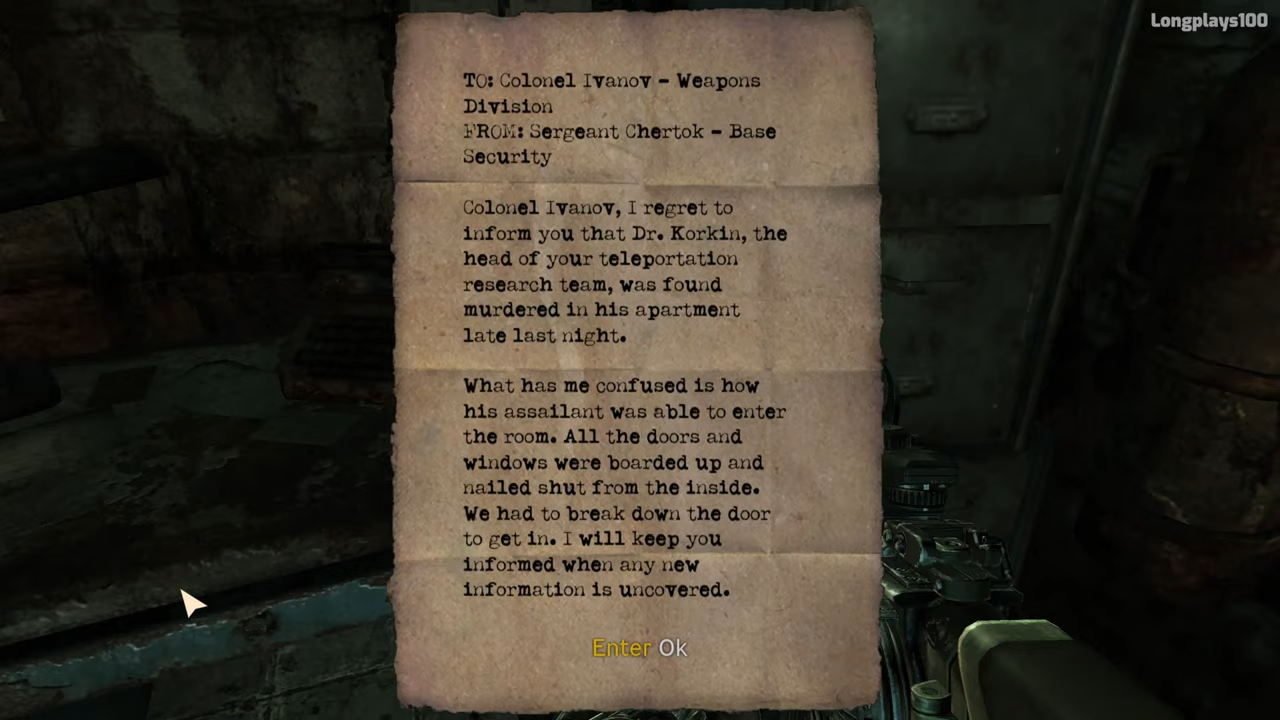 Longplays100
TO: Colonel Ivanov - Weapons
Division
FROM: Sergeant Chertok - Base
Security
Colonel Ivanov, I regret to
inform you that Dr. Korkin, the
head of your teleportation
research team, was found
murdered in his apartment
late last night.
What has me confused is how
his assailant was able to enter
the room. All the doors and
windows were boarded up and
nailed shut from the inside.
We had to break down the door
to get in. I will keep you
informed when any new
information is uncovered.
Enter Ok